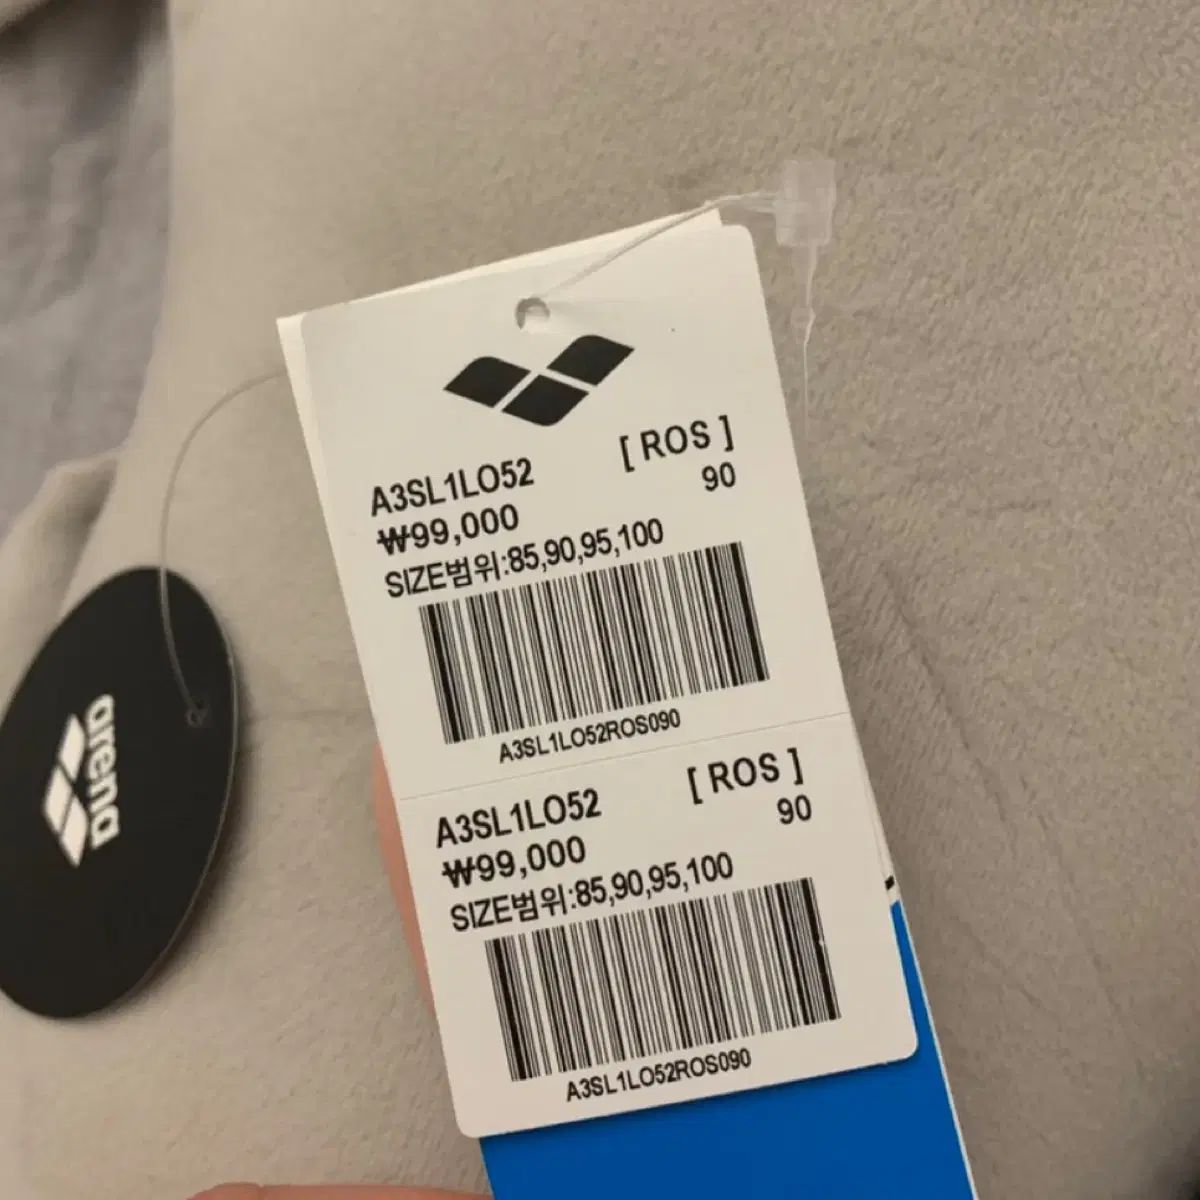 [ ROS ]
A3SL1LO52
90
₩99,000
SIZE범위:85,90,95,100
A3SL1LO52ROS090
[ ROS ]
A3SL1LO52
90
₩99,000
SIZE범위:85,90,95,100
A3SL1LO52ROS090
arena